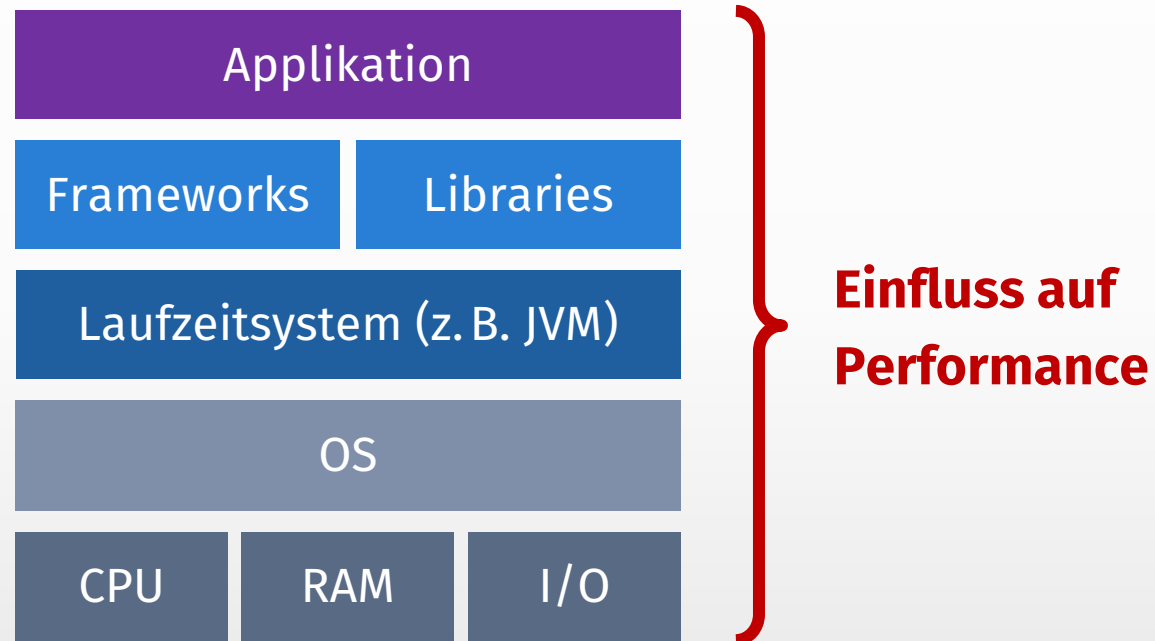 Applikation
Frameworks
Libraries
Laufzeitsystem (z. B. JVM)
OS
CPU
RAM
I/O
Einfluss auf
Performance